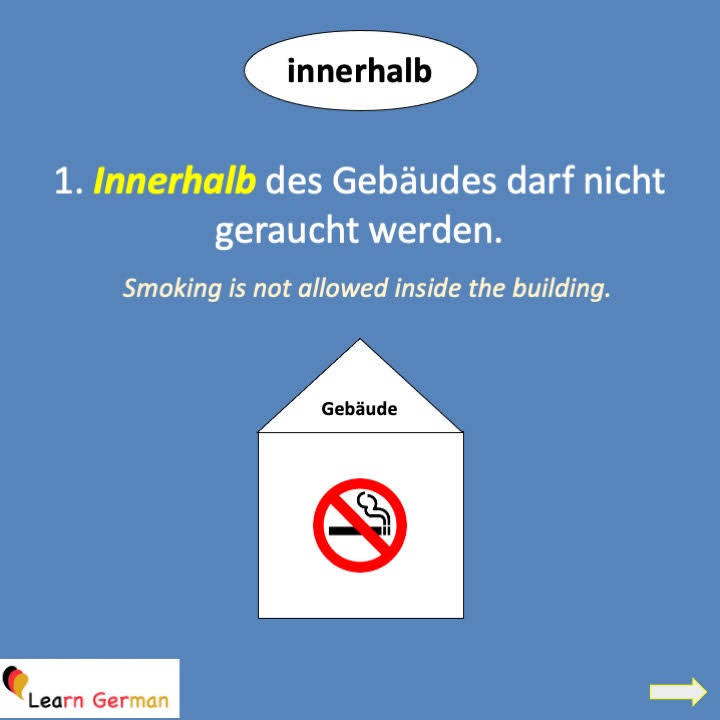 innerhalb
1. Innerhalb des Gebäudes darf nicht
geraucht werden.
Smoking is not allowed inside the building.
Gebäude
Learn German